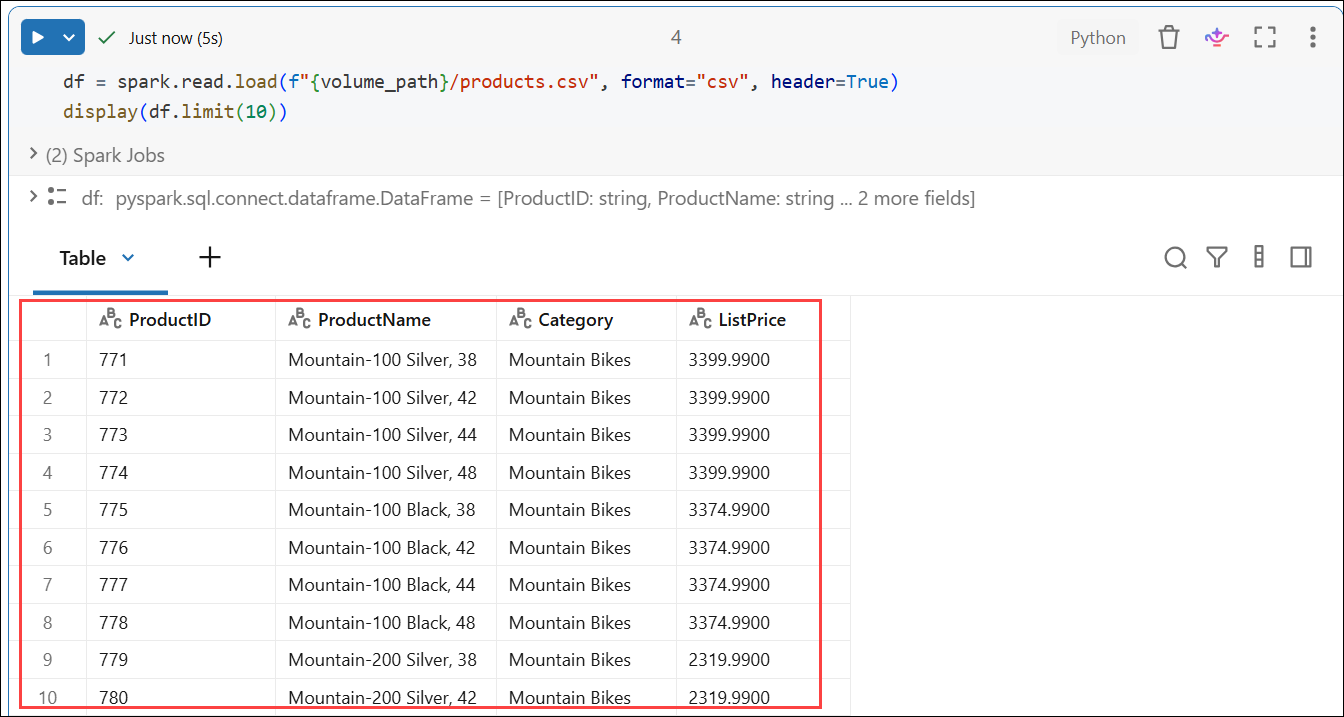 Just now (5s)
4
Python
df = spark.read.load(f"{volume_path}/products.csv", format="csv", header=True)
display(df.limit(10))
(2) Spark Jobs
df: pyspark.sql.connect.dataframe.DataFrame = [ProductID: string, ProductName: string ... 2 more fields]
Table
ABC ProductID ABC ProductName ABC Category ABC ListPrice
1 771 Mountain-100 Silver, 38 Mountain Bikes 3399.9900
2 772 Mountain-100 Silver, 42 Mountain Bikes 3399.9900
3 773 Mountain-100 Silver, 44 Mountain Bikes 3399.9900
4 774 Mountain-100 Silver, 48 Mountain Bikes 3399.9900
5 775 Mountain-100 Black, 38 Mountain Bikes 3374.9900
6 776 Mountain-100 Black, 42 Mountain Bikes 3374.9900
7 777 Mountain-100 Black, 44 Mountain Bikes 3374.9900
8 778 Mountain-100 Black, 48 Mountain Bikes 3374.9900
9 779 Mountain-200 Silver, 38 Mountain Bikes 2319.9900
10 780 Mountain-200 Silver, 42 Mountain Bikes 2319.9900